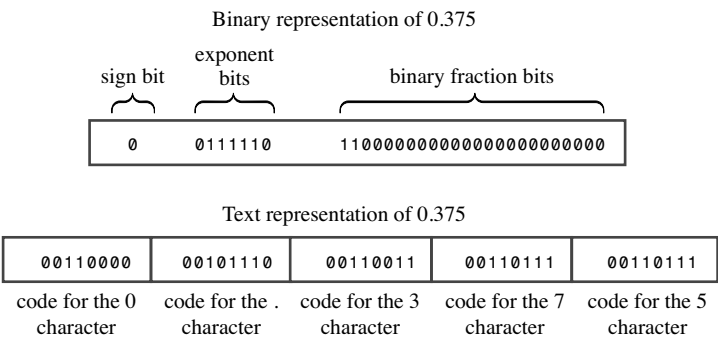 Binary representation of 0.375
exponent
sign bit bits binary fraction bits
0 0111110 110000000000000000000000
Text representation of 0.375
00110000 00101110 00110011 00110111 00110111
code for the 0 code for the . code for the 3 code for the 7 code for the 5
character character character character character